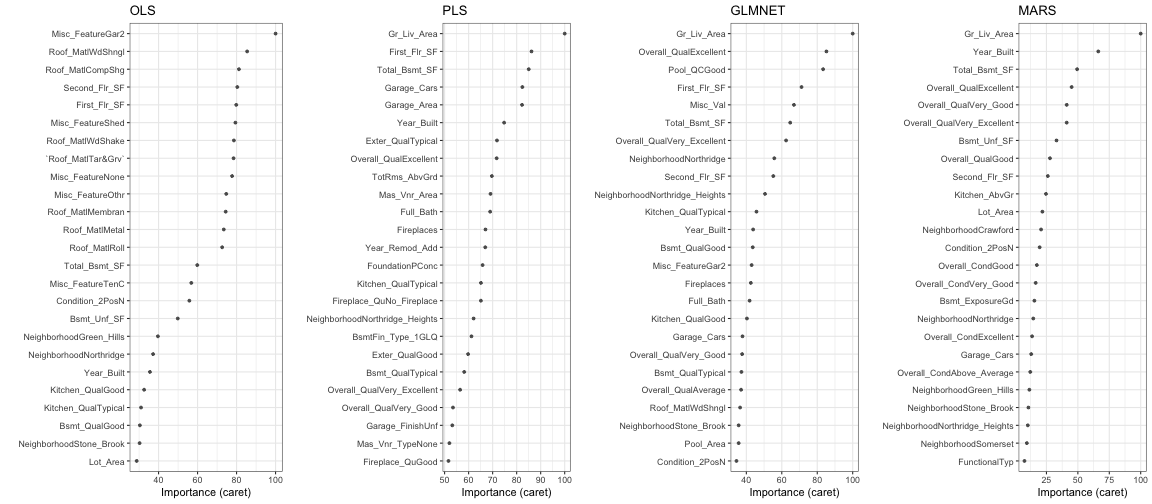 OLS
Misc_FeatureGar2
Roof_MatlWdShngl
Roof_MatlCompShg
Second_Flr_SF
First_Flr_SF
Misc_FeatureShed
Roof_MatlWdShake
`Roof_MatlTar&Grv`
Misc_FeatureNone
Misc_FeatureOthr
Roof_MatlMembran
Roof_MatlMetal
Roof_MatlRoll
Total_Bsmt_SF
Misc_FeatureTenC
Condition_2PosN
Bsmt_Unf_SF
NeighborhoodGreen_Hills
NeighborhoodNorthridge
Year_Built
Kitchen_QualGood
Kitchen_QualTypical
Bsmt_QualGood
NeighborhoodStone_Brook
Lot_Area
40 60 80 100
Importance (caret)
PLS
Gr_Liv_Area
First_Flr_SF
Total_Bsmt_SF
Garage_Cars
Garage_Area
Year_Built
Exter_QualTypical
Overall_QualExcellent
TotRms_AbvGrd
Mas_Vnr_Area
Full_Bath
Fireplaces
Year_Remod_Add
FoundationPConc
Kitchen_QualTypical
Fireplace_QuNo_Fireplace
NeighborhoodNorthridge_Heights
BsmtFin_Type_1GLQ
Exter_QualGood
Bsmt_QualTypical
Overall_QualVery_Excellent
Overall_QualVery_Good
Garage_FinishUnf
Mas_Vnr_TypeNone
Fireplace_QuGood
50 60 70 80 90 100
Importance (caret)
GLMNET
Gr_Liv_Area
Overall_QualExcellent
Pool_QCGood
First_Flr_SF
Misc_Val
Total_Bsmt_SF
Overall_QualVery_Excellent
NeighborhoodNorthridge
Second_Flr_SF
NeighborhoodNorthridge_Heights
Kitchen_QualTypical
Year_Built
Bsmt_QualGood
Misc_FeatureGar2
Fireplaces
Full_Bath
Kitchen_QualGood
Garage_Cars
Overall_QualVery_Good
Bsmt_QualTypical
Overall_QualAverage
Roof_MatlWdShngl
NeighborhoodStone_Brook
Pool_Area
Condition_2PosN
40 60 80 100
Importance (caret)
MARS
Gr_Liv_Area
Year_Built
Total_Bsmt_SF
Overall_QualExcellent
Overall_QualVery_Good
Overall_QualVery_Excellent
Bsmt_Unf_SF
Overall_QualGood
Second_Flr_SF
Kitchen_AbvGr
Lot_Area
NeighborhoodCrawford
Condition_2PosN
Overall_CondGood
Overall_CondVery_Good
Bsmt_ExposureGd
NeighborhoodNorthridge
Overall_CondExcellent
Garage_Cars
Overall_CondAbove_Average
NeighborhoodGreen_Hills
NeighborhoodStone_Brook
NeighborhoodNorthridge_Heights
NeighborhoodSomerset
FunctionalTyp
25 50 75 100
Importance (caret)